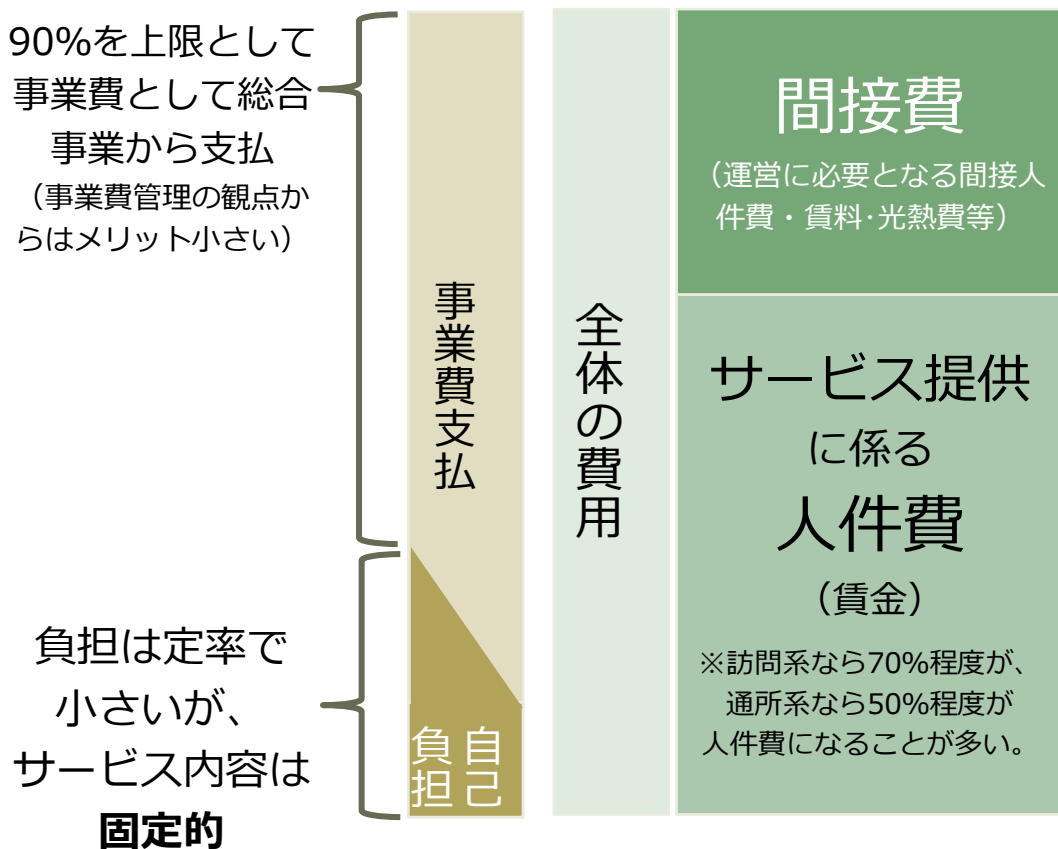 90%を上限として
事業費として総合
事業から支払
（事業費管理の観点か
らはメリット小さい）
負担は定率で
小さいが、
サービス内容は
固定的
事業費支払
自己
負担
全体の費用
間接費
（運営に必要となる間接人
件費・賃料･光熱費等）
サービス提供
に係る
人件費
（賃金）
※訪問系なら70%程度が、
通所系なら50%程度が
人件費になることが多い。